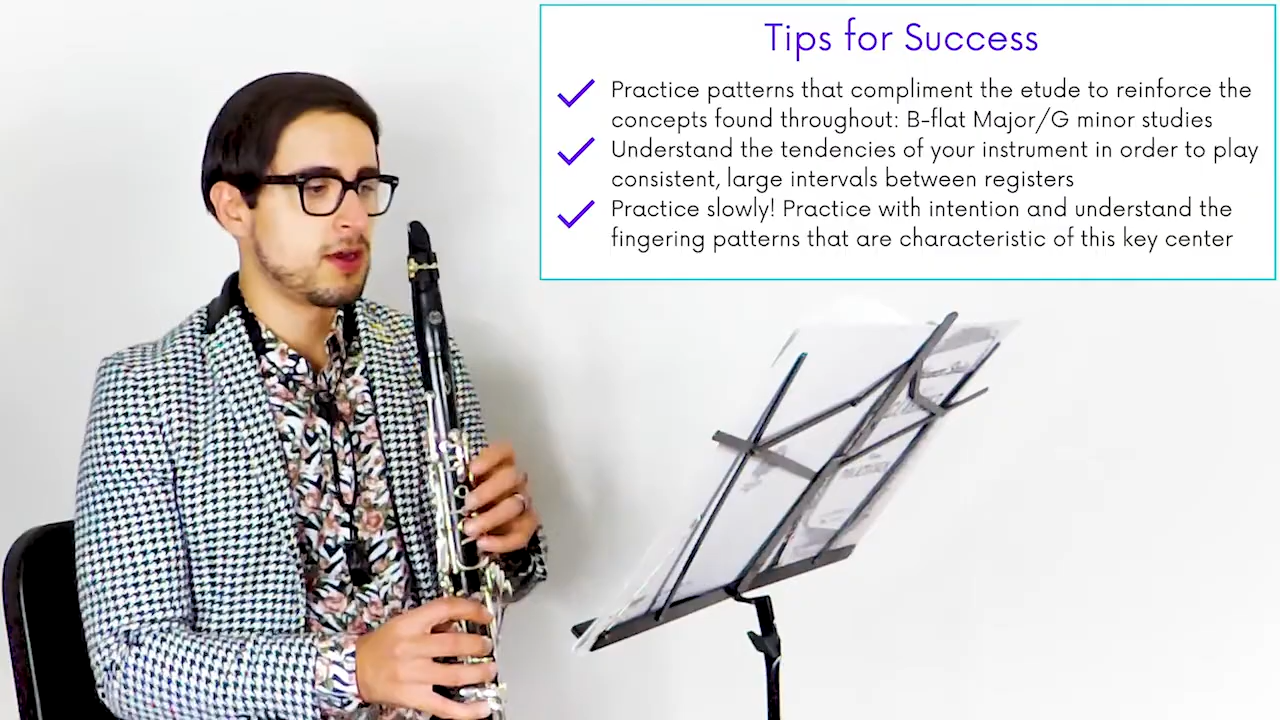 Tips for Success
Practice patterns that compliment the etude to reinforce the
concepts found throughout: B-flat Major/G minor studies
Understand the tendencies of your instrument in order to play
consistent, large intervals between registers
Practice slowly! Practice with intention and understand the
fingering patterns that are characteristic of this key center